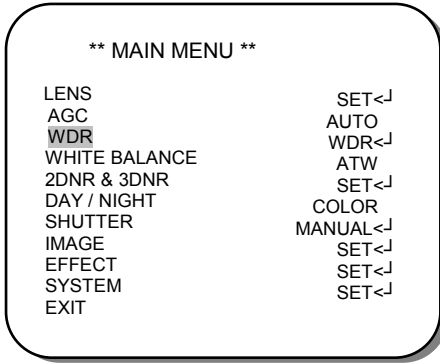 ** MAIN MENU **
LENS SET<┘
AGC AUTO
WDR WDR<┘
WHITE BALANCE ATW
2DNR & 3DNR SET<┘
DAY / NIGHT COLOR
SHUTTER MANUAL<┘
IMAGE SET<┘
EFFECT SET<┘
SYSTEM SET<┘
EXIT